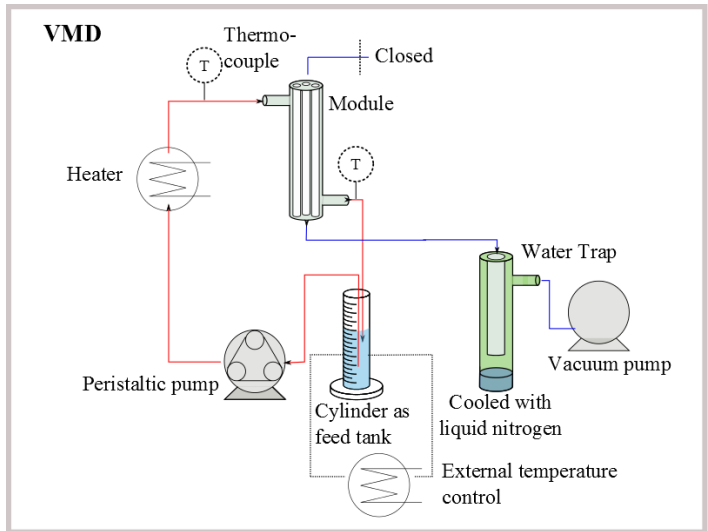 VMD
Thermo-
couple
T
Closed
Module
T
Heater
Water Trap
Peristaltic pump
Vacuum pump
Cylinder as
feed tank
Cooled with
liquid nitrogen
External temperature
control